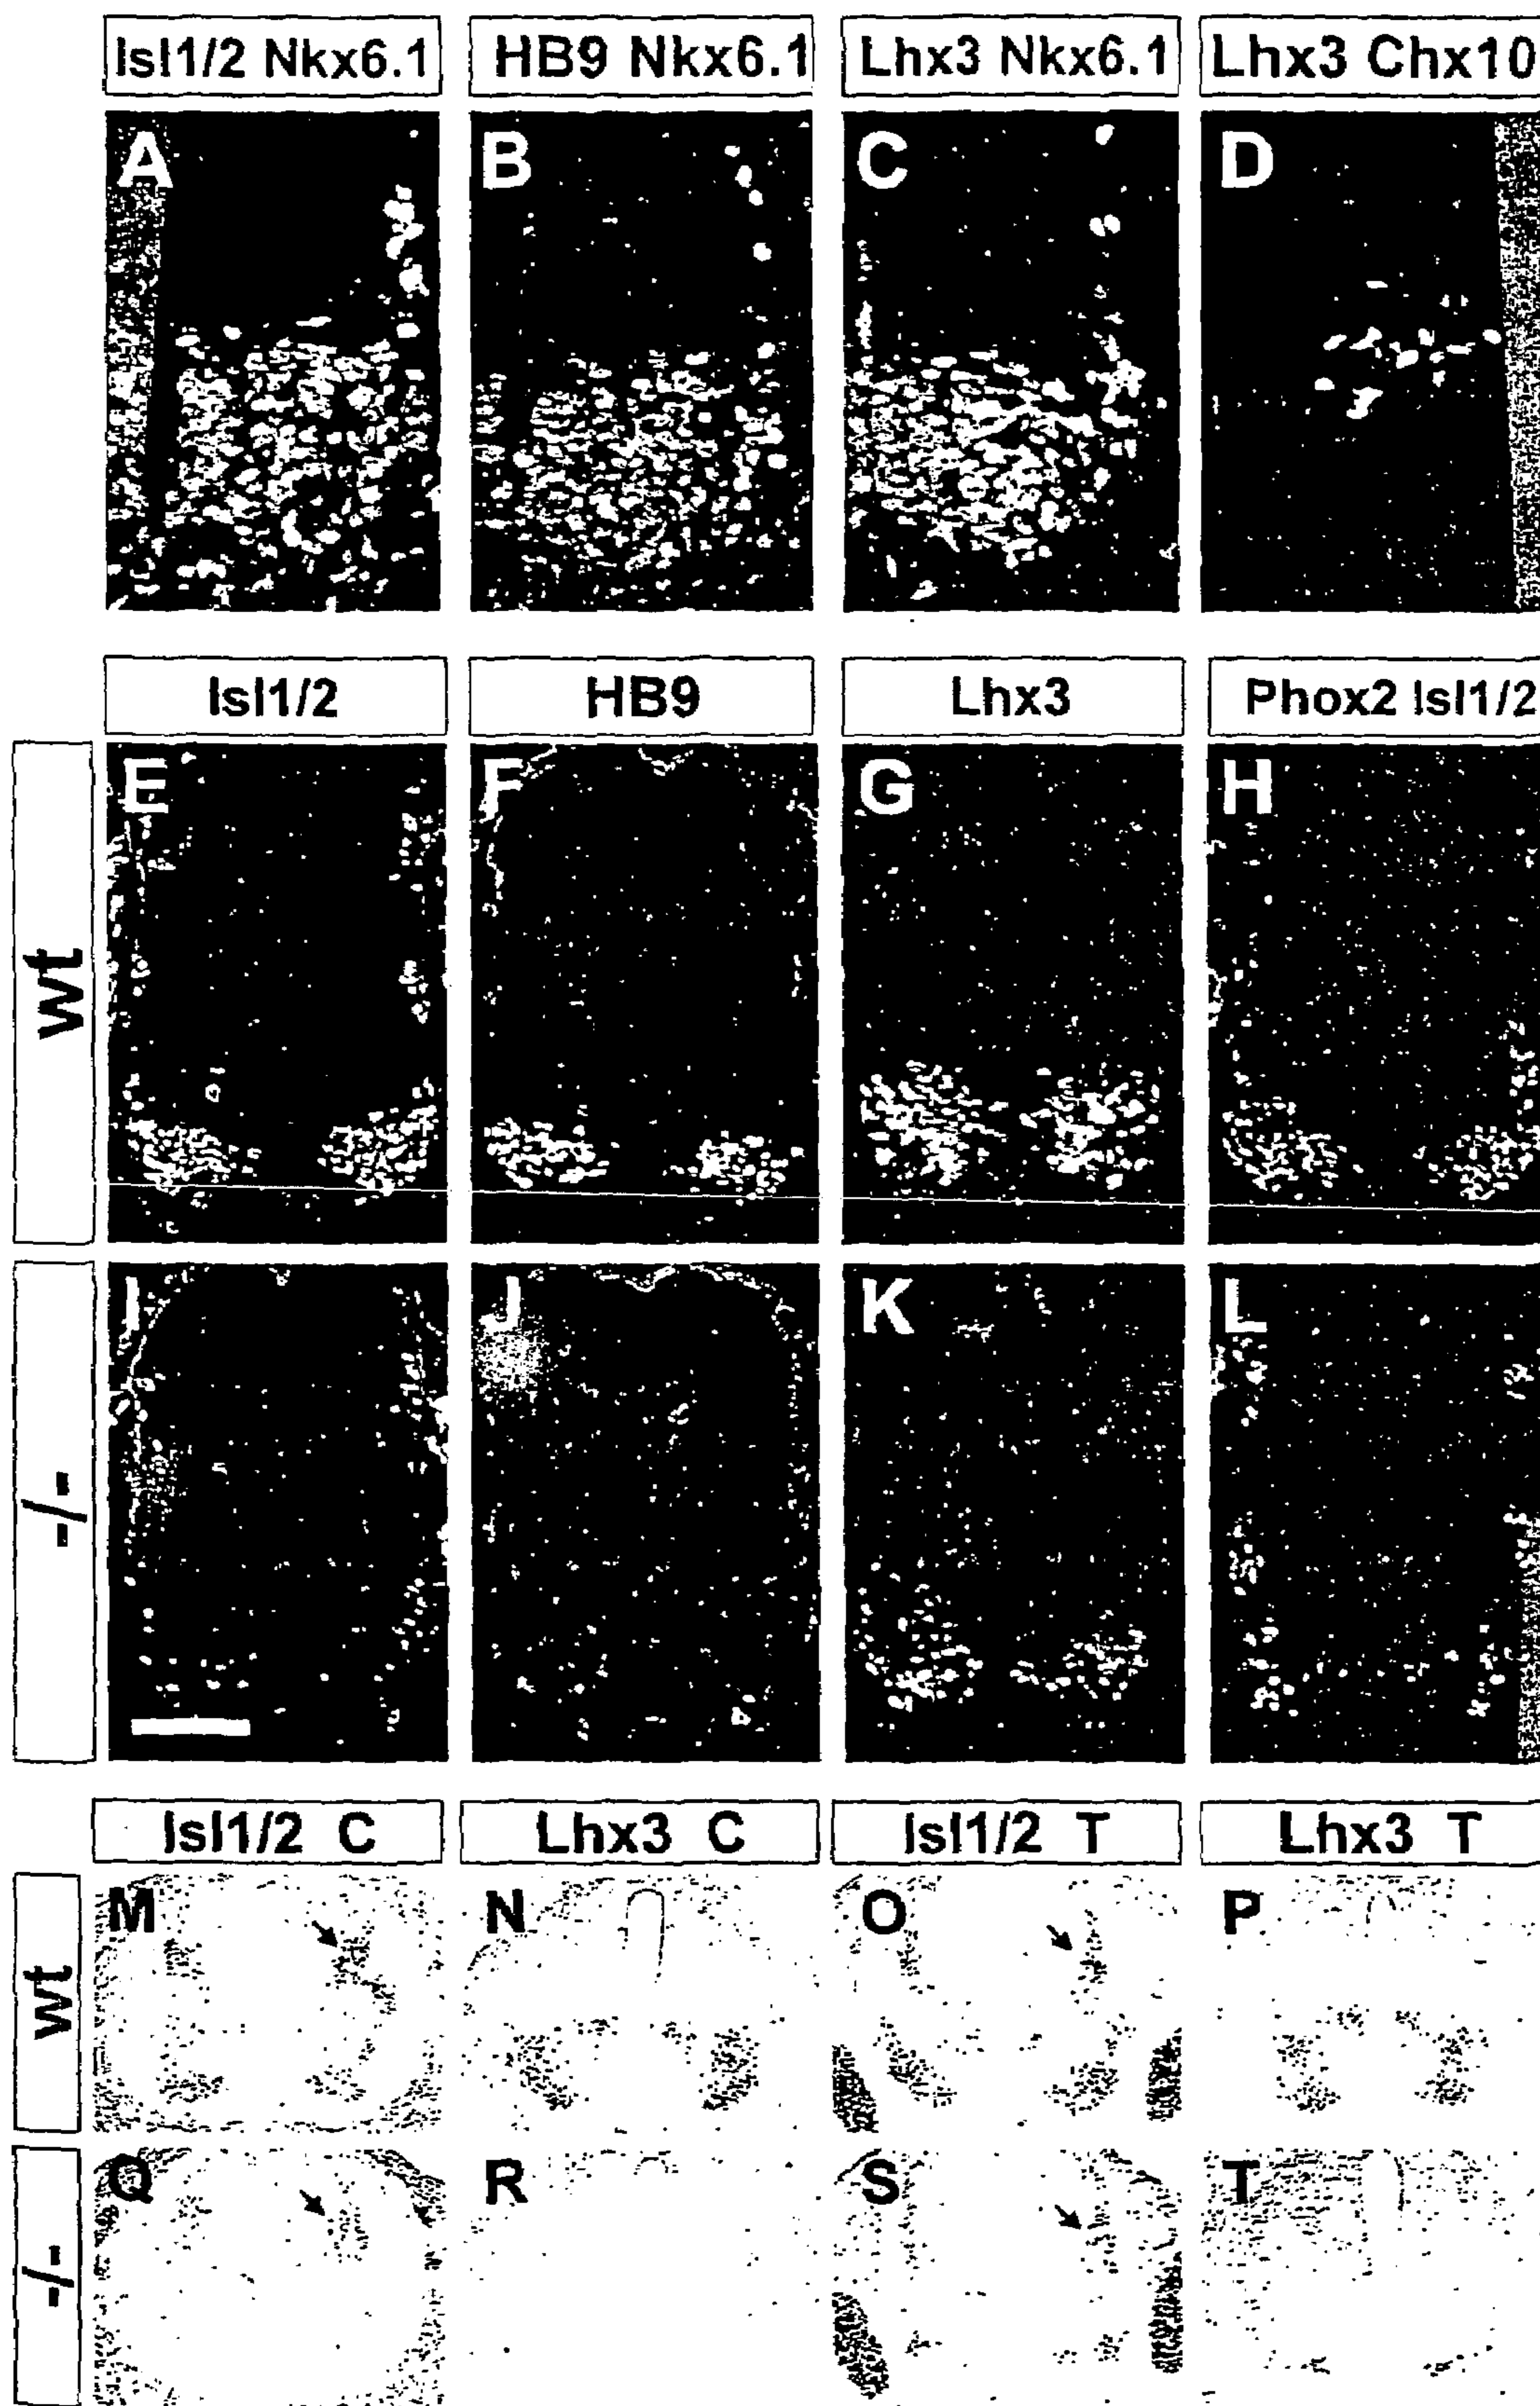 Isl1/2 Nkx6.1
HB9 Nkx6.1
Lhx3 Nkx6.1
Lhx3 Chx10
A
B
C
D
Isl1/2
HB9
Lhx3
Phox2 Isl1/2
wt
E
F
G
H
-/-
I
J
K
L
Isl1/2 C
Lhx3 C
Isl1/2 T
Lhx3 T
wt
M
N
O
P
-/-
Q
R
S
T